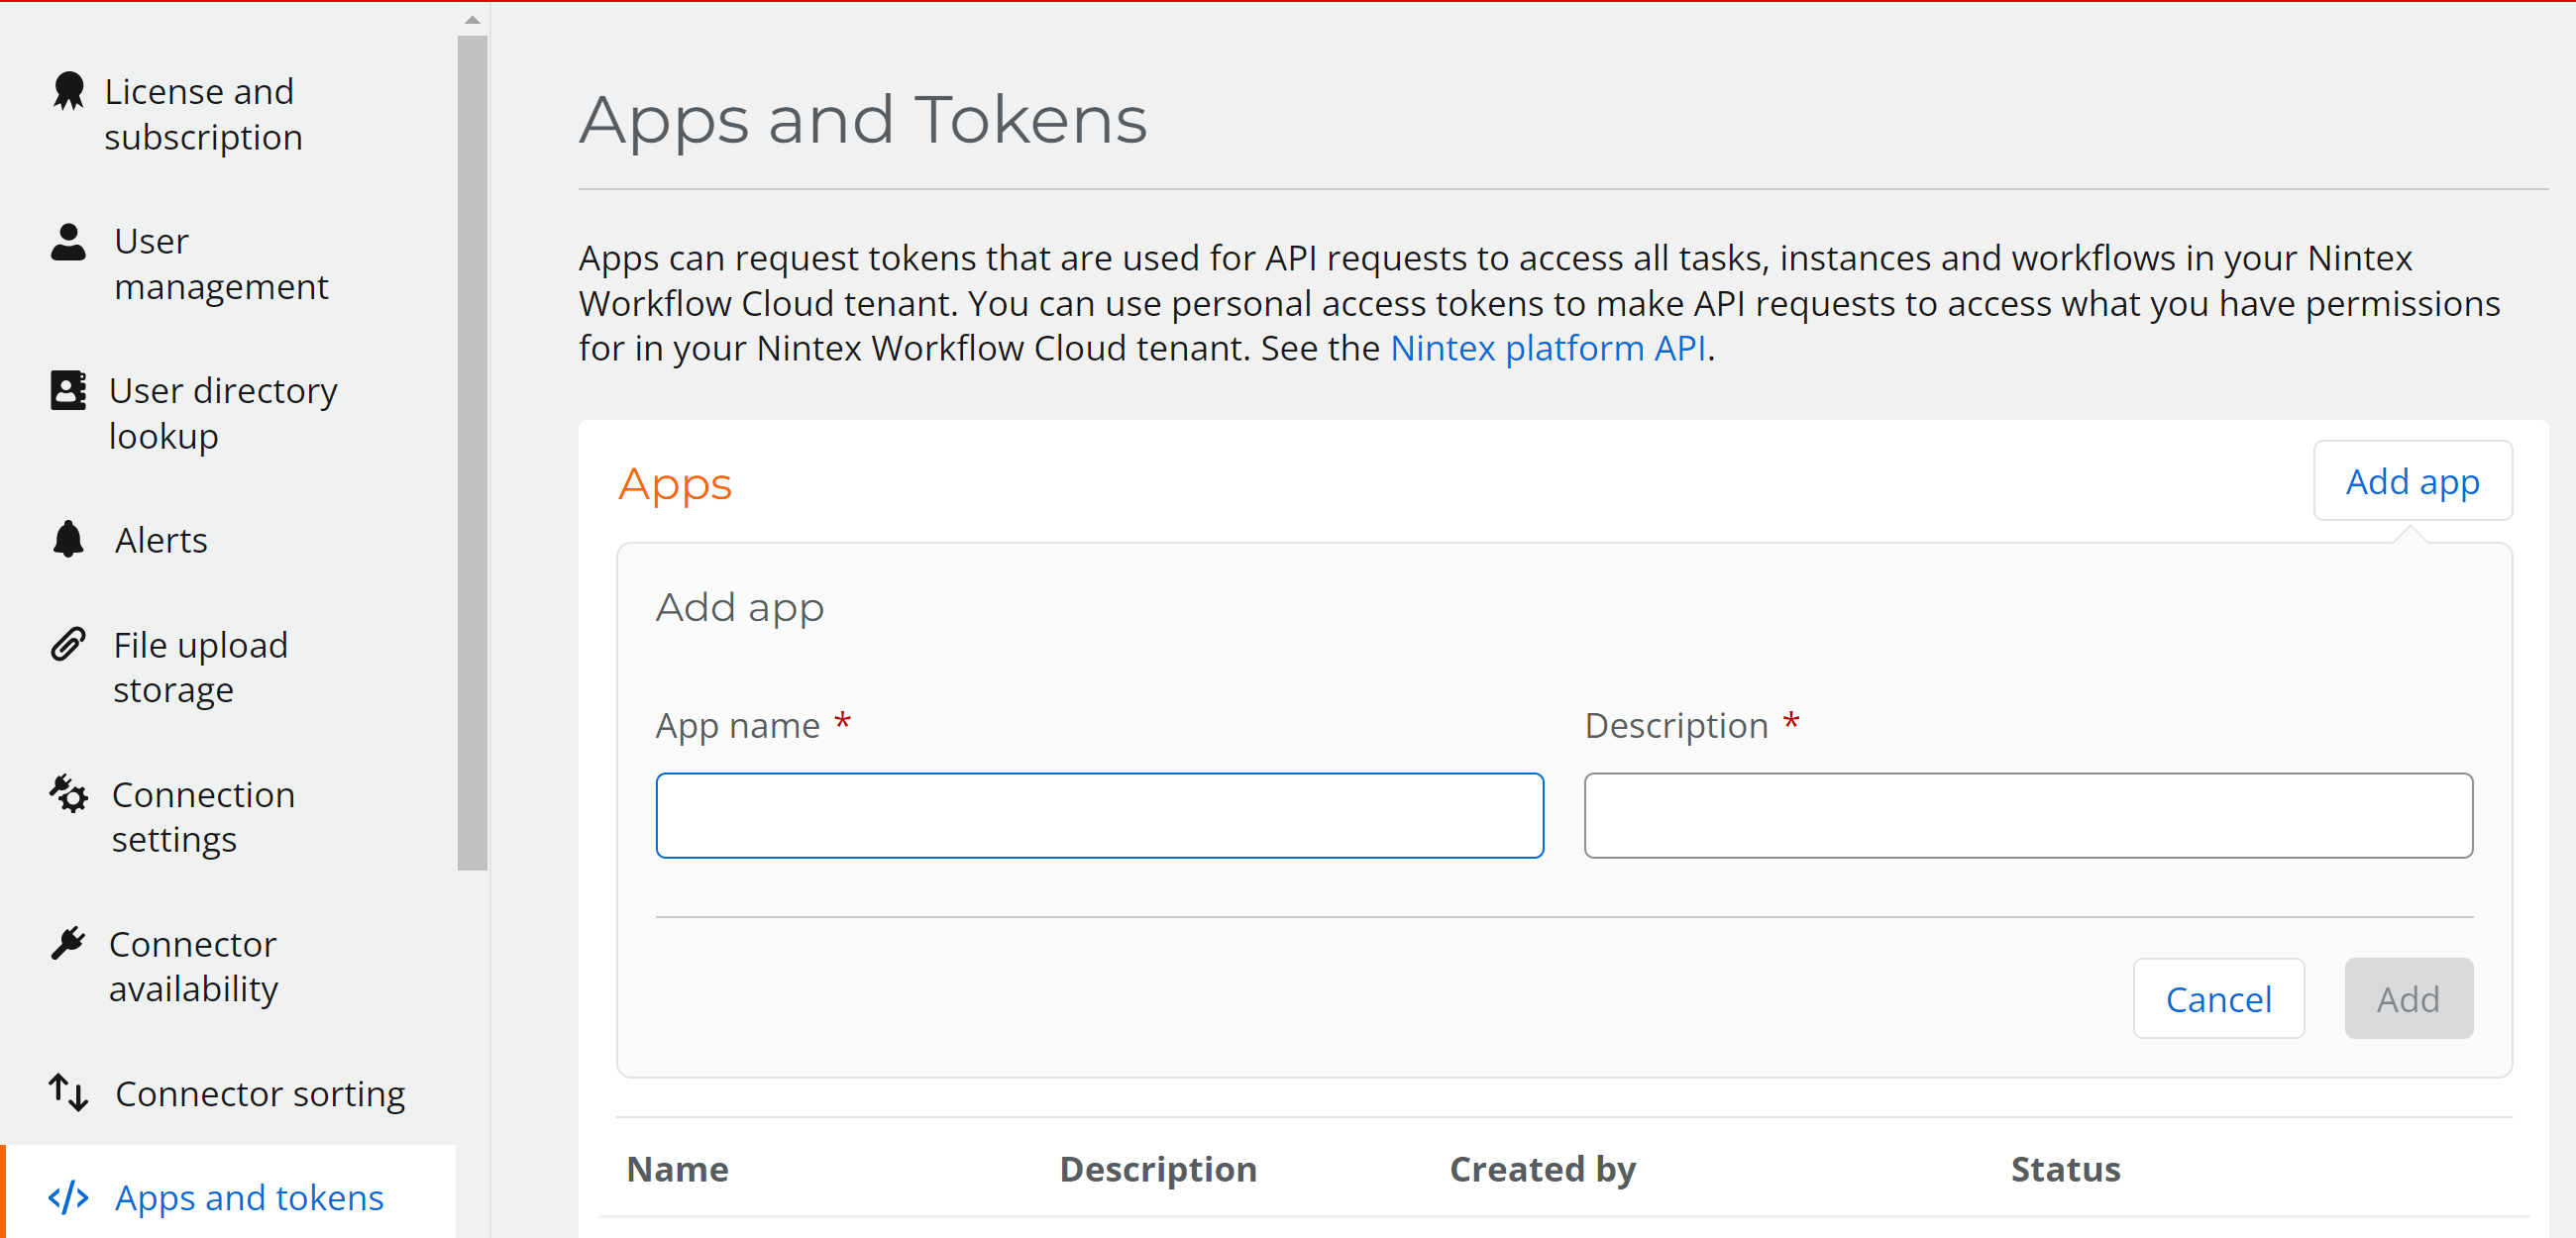 License and
subscription
User
management
User directory
lookup
Alerts
File upload
storage
Connection
settings
Connector
availability
Connector sorting
Apps and tokens
Apps and Tokens
Apps can request tokens that are used for API requests to access all tasks, instances and workflows in your Nintex
Workflow Cloud tenant. You can use personal access tokens to make API requests to access what you have permissions
for in your Nintex Workflow Cloud tenant. See the Nintex platform API.
Apps
Add app
Add app
App name *
Description *
Cancel
Add
Name
Description
Created by
Status